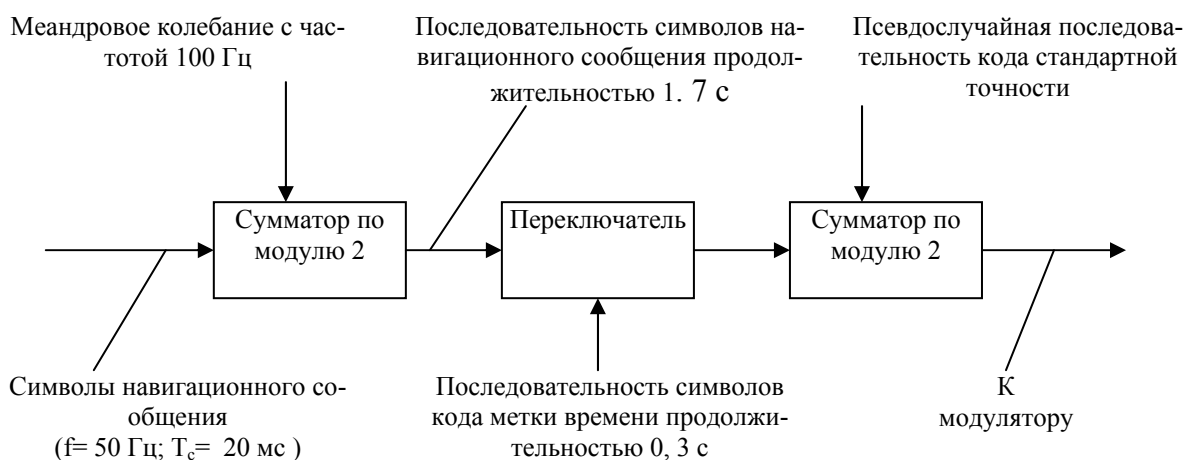 Меандровое колебание с час-
тотой 100 Гц
Последовательность символов на-
вигационного сообщения продол-
жительностью 1. 7 с
Псевдослучайная последова-
тельность кода стандартной
точности
Сумматор по
модулю 2
Переключатель
Сумматор по
модулю 2
Символы навигационного со-
общения
(f= 50 Гц; Tc= 20 мс )
Последовательность символов
кода метки времени продолжи-
тельностью 0, 3 с
К
модулятору